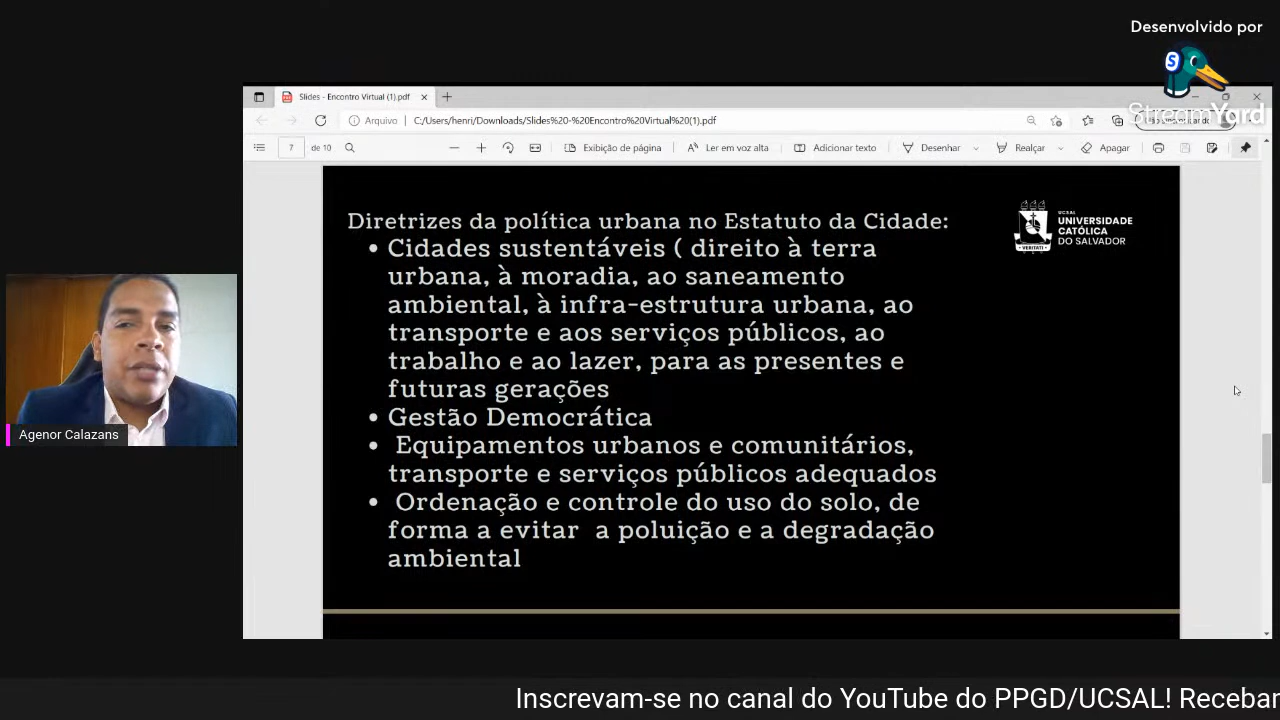 Desenvolvido por
StreamYard
Slides - Encontro Virtual (1).pdf
Arquivo
C:/Users/henri/Downloads/Slides%20-%20Encontro%20Virtual%20(1).pdf
7 de 10
Exibição de página
Ler em voz alta
Adicionar texto
Desenhar
Realçar
Apagar
Diretrizes da política urbana no Estatuto da Cidade:
• Cidades sustentáveis ( direito à terra
urbana, à moradia, ao saneamento
ambiental, à infra-estrutura urbana, ao
transporte e aos serviços públicos, ao
trabalho e ao lazer, para as presentes e
futuras gerações
• Gestão Democrática
• Equipamentos urbanos e comunitários,
transporte e serviços públicos adequados
• Ordenação e controle do uso do solo, de
forma a evitar  a poluição e a degradação
ambiental
UCSAL
UNIVERSIDADE
CATÓLICA
DO SALVADOR
VERITATI
Agenor Calazans
Inscrevam-se no canal do YouTube do PPGD/UCSAL! Receba